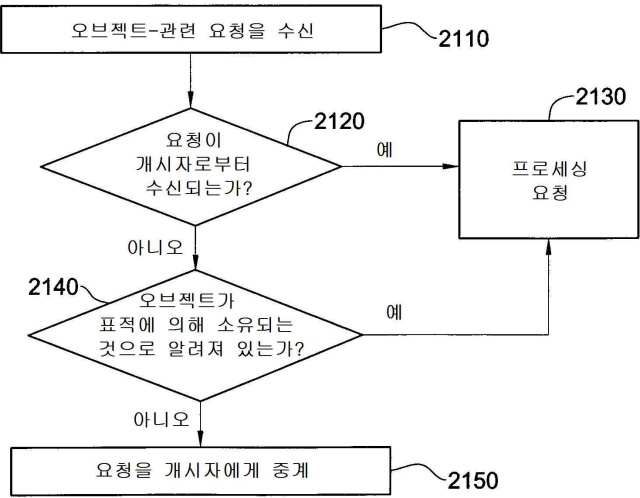 오브젝트-관련 요청을 수신
2110
요청이
개시자로부터
수신되는가?
2120
예
2130
프로세싱
요청
아니오
2140
오브젝트가
표적에 의해 소유되는
것으로 알려져 있는가?
예
아니오
요청을 개시자에게 중계
2150